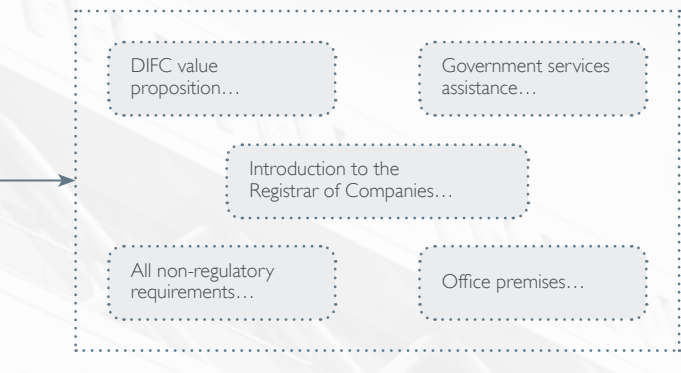 DIFC value
proposition…
Government services
assistance…
Introduction to the
Registrar of Companies…
All non-regulatory
requirements…
Office premises…